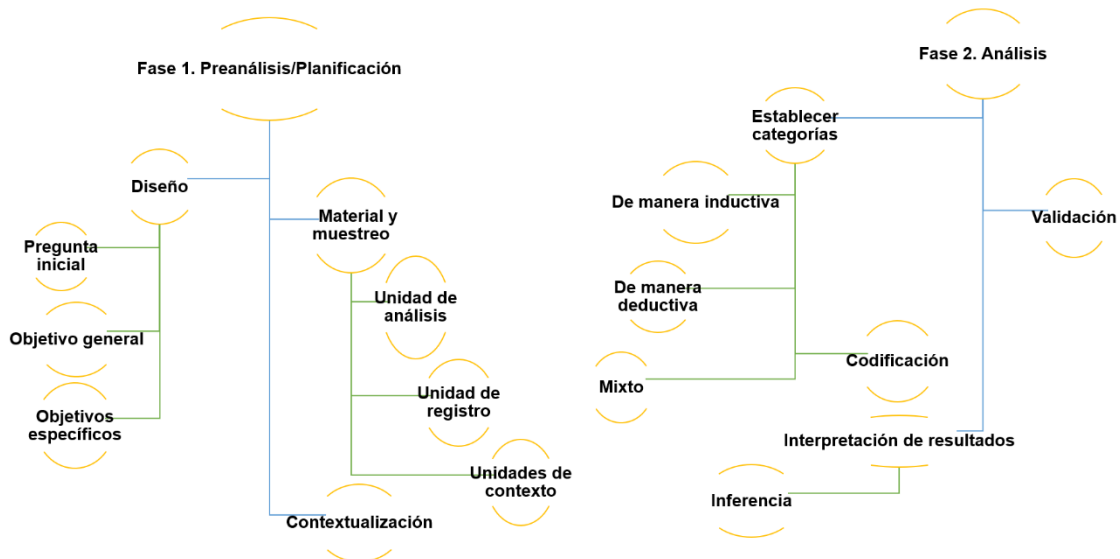 Fase 1. Preanálisis/Planificación
Diseño
Pregunta
inicial
Objetivo general
Objetivos
específicos
Material y
muestreo
Unidad de
análisis
Unidad de
registro
Unidades de
contexto
Contextualización
Fase 2. Análisis
Establecer
categorías
De manera inductiva
De manera
deductiva
Mixto
Codificación
Validación
Interpretación de resultados
Inferencia